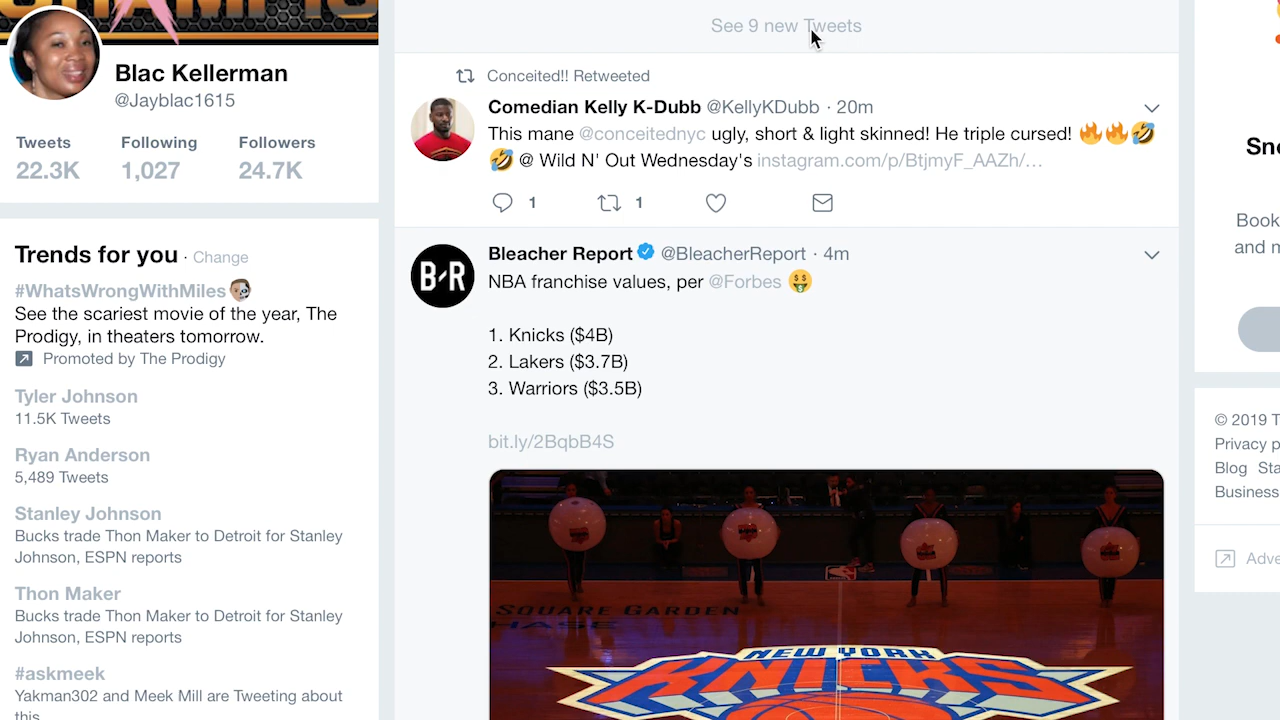 Blac Kellerman
@Jayblac1615
Tweets Following Followers
22.3K 1,027 24.7K
Trends for you · Change
#WhatsWrongWithMiles
See the scariest movie of the year, The
Prodigy, in theaters tomorrow.
Promoted by The Prodigy
Tyler Johnson
11.5K Tweets
Ryan Anderson
5,489 Tweets
Stanley Johnson
Bucks trade Thon Maker to Detroit for Stanley
Johnson, ESPN reports
Thon Maker
Bucks trade Thon Maker to Detroit for Stanley
Johnson, ESPN reports
#askmeek
Yakman302 and Meek Mill are Tweeting about
this
See 9 new Tweets
Conceited!! Retweeted
Comedian Kelly K-Dubb @KellyKDubb · 20m
This mane @conceitednyc ugly, short & light skinned! He triple cursed! 🔥🔥🤣
🤣 @ Wild N' Out Wednesday's instagram.com/p/BtjmyF_AAZh/…
1 1
B/R
Bleacher Report @BleacherReport · 4m
NBA franchise values, per @Forbes 🤑
1. Knicks ($4B)
2. Lakers ($3.7B)
3. Warriors ($3.5B)
bit.ly/2BqbB4S
SQUARE GARDEN
HASE
NEW YORK
KNICKS
Book
and
© 2019
Privacy
Blog
Business